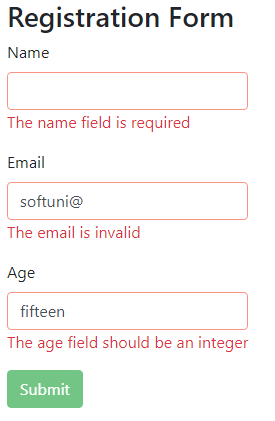 Registration Form
Name
The name field is required
Email
softuni@
The email is invalid
Age
fifteen
The age field should be an integer
Submit